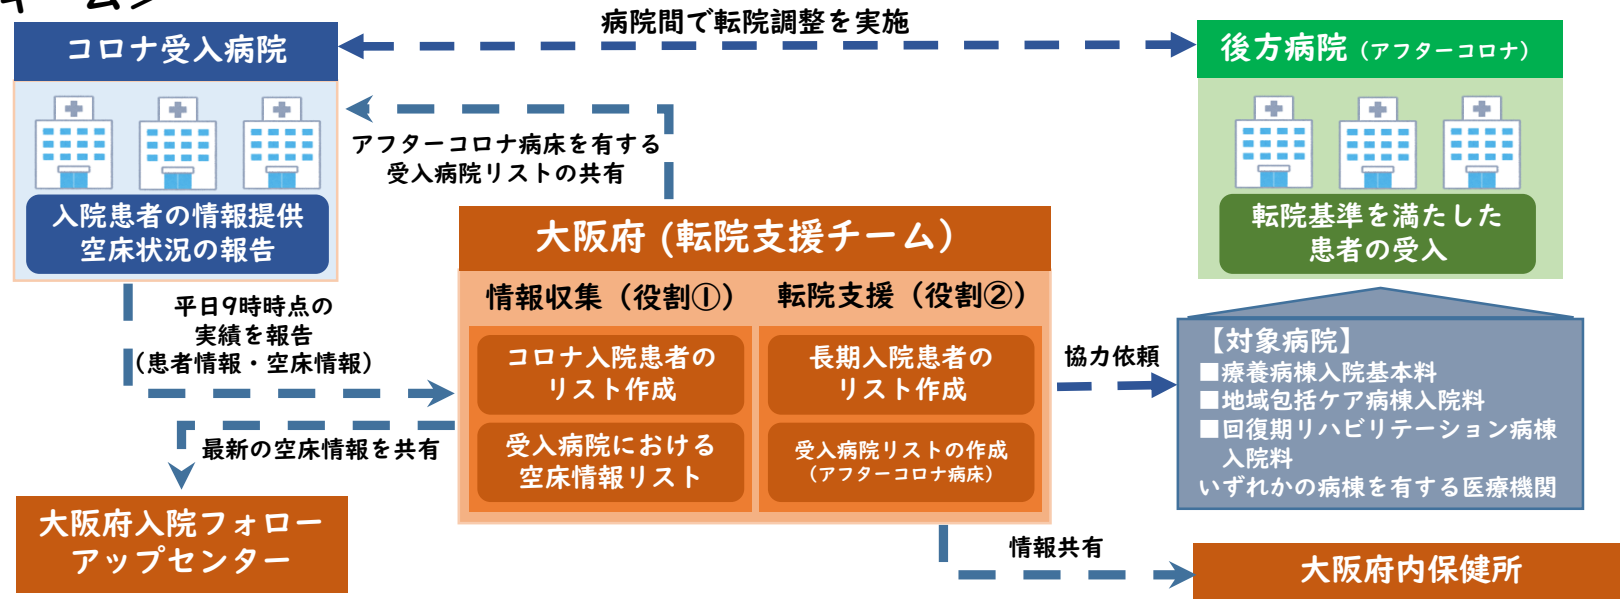 病院間で転院調整を実施
コロナ受入病院
入院患者の情報提供
空床状況の報告
後方病院（アフターコロナ）
転院基準を満たした
患者の受入
アフターコロナ病床を有する
受入病院リストの共有
大阪府（転院支援チーム）
情報収集（役割①）
コロナ入院患者の
リスト作成
受入病院における
空床情報リスト
転院支援（役割②）
長期入院患者の
リスト作成
受入病院リストの作成
（アフターコロナ病床）
平日9時時点の
実績を報告
(患者情報・空床情報)
協力依頼
【対象病院】
■療養病棟入院基本料
■地域包括ケア病棟入院料
■回復期リハビリテーション病棟
入院料
いずれかの病棟を有する医療機関
最新の空床情報を共有
大阪府入院フォロー
アップセンター
情報共有
大阪府内保健所